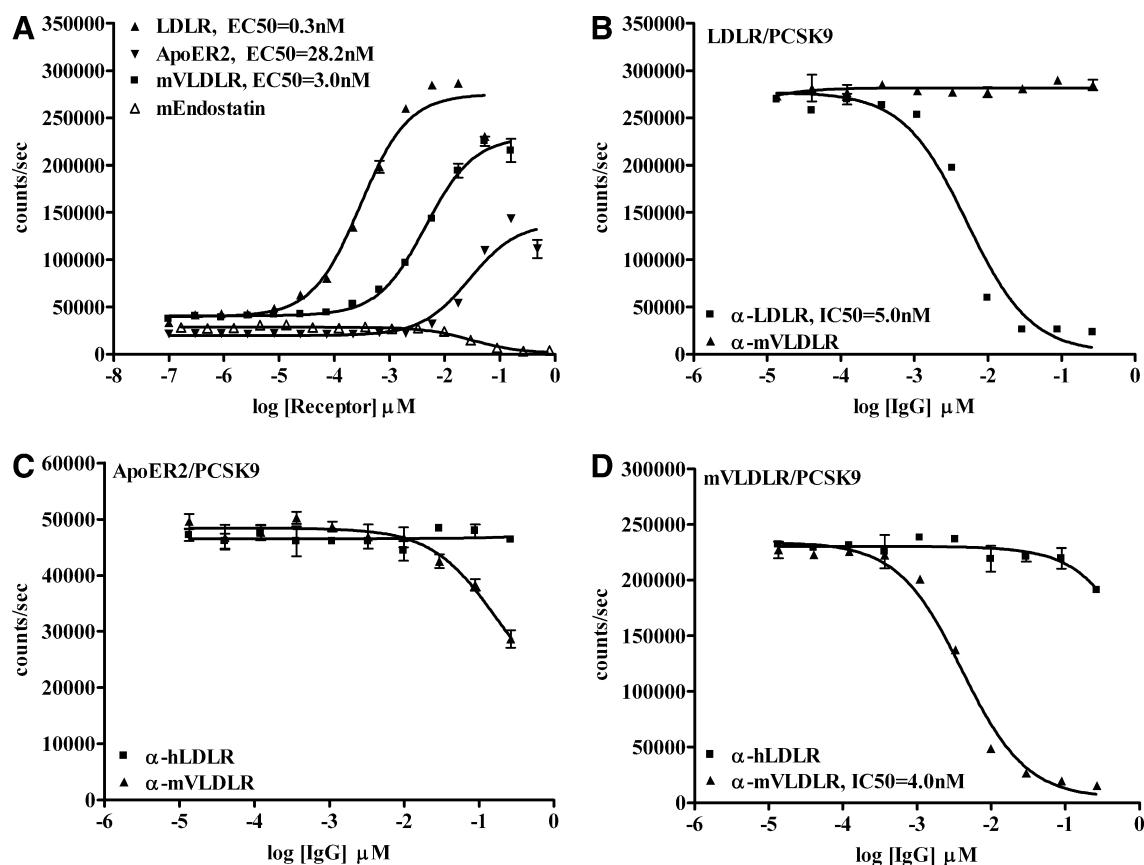 A
350000
300000
250000
200000
150000
100000
50000
0
counts/sec
LDLR, EC50=0.3nM
ApoER2, EC50=28.2nM
mVLDLR, EC50=3.0nM
mEndostatin
-8 -7 -6 -5 -4 -3 -2 -1 0
log [Receptor] μM
B
350000
300000
250000
200000
150000
100000
50000
0
counts/sec
LDLR/PCSK9
α-LDLR, IC50=5.0nM
α-mVLDLR
-6 -5 -4 -3 -2 -1 0
log [IgG] μM
C
60000
50000
40000
30000
20000
10000
0
counts/sec
ApoER2/PCSK9
α-hLDLR
α-mVLDLR
-6 -5 -4 -3 -2 -1 0
log [IgG] μM
D
300000
250000
200000
150000
100000
50000
0
counts/sec
mVLDLR/PCSK9
α-hLDLR
α-mVLDLR, IC50=4.0nM
-6 -5 -4 -3 -2 -1 0
log [IgG] μM